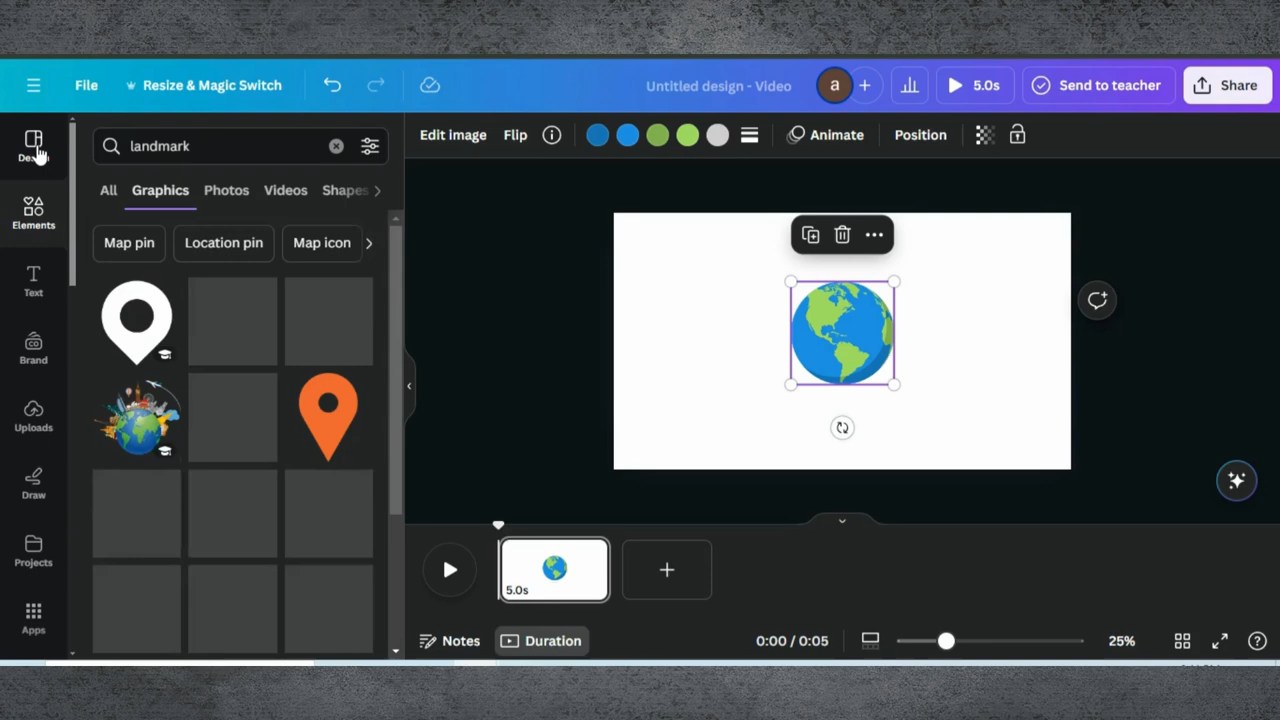 File
Resize & Magic Switch
Untitled design - Video
a
5.0s
Send to teacher
Share
Elements
Text
Brand
Uploads
Draw
Projects
Apps
landmark
All Graphics Photos Videos Shapes
Map pin Location pin Map icon
Edit image Flip Animate Position
5.0s
Notes Duration 0:00 / 0:05 25%